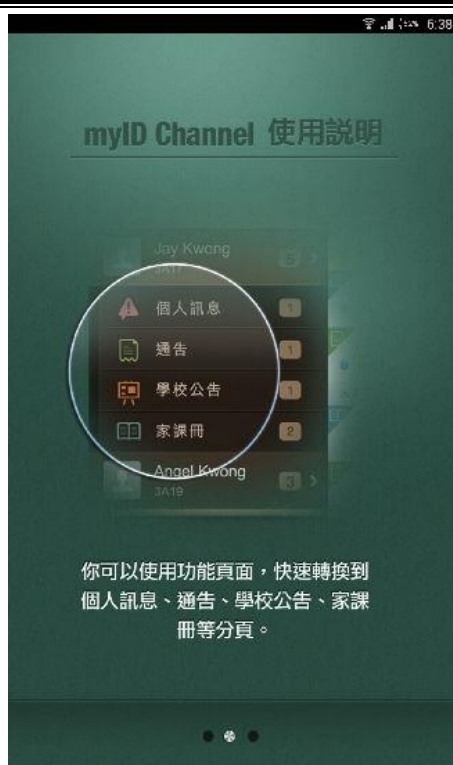 6:38
myID Channel 使用説明
Jay Kwong 5
3A17
個人訊息 1
通告 1
學校公告 1
家課冊 2
Angel Kwong 3
3A19
你可以使用功能頁面，快速轉換到
個人訊息、通告、學校公告、家課
冊等分頁。